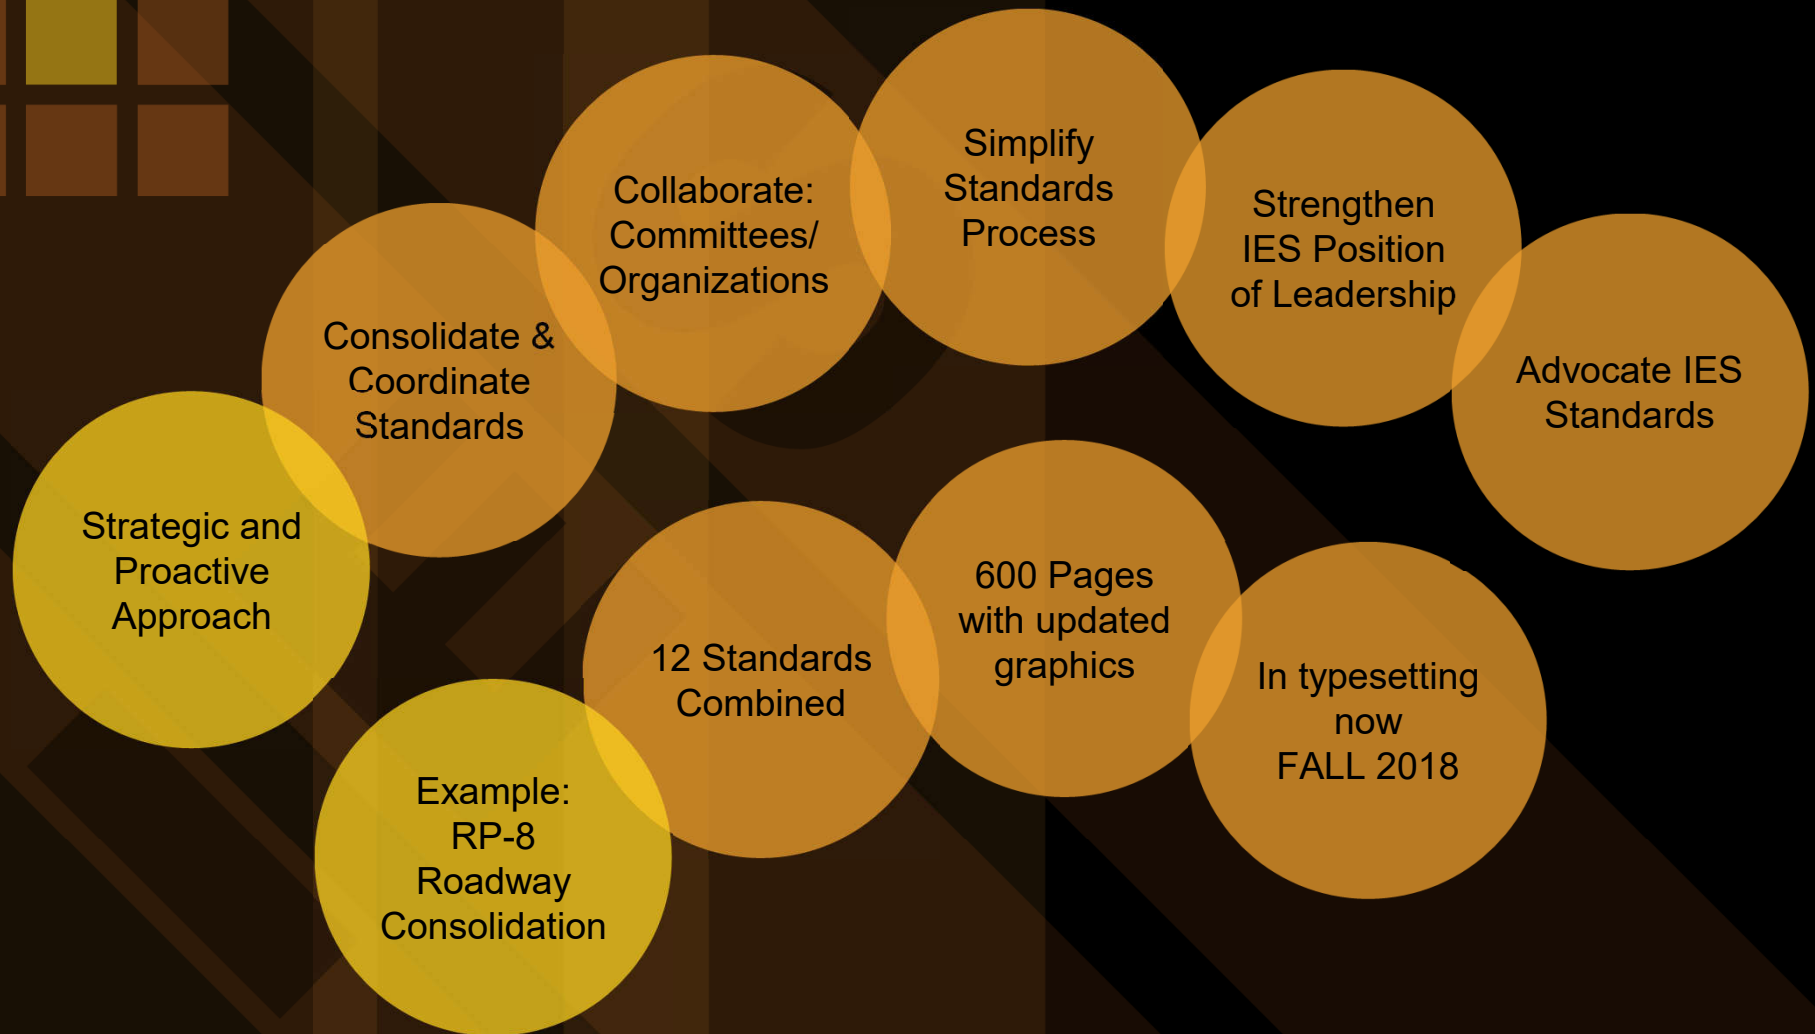 Strategic and
Proactive
Approach
Consolidate &
Coordinate
Standards
Collaborate:
Committees/
Organizations
Simplify
Standards
Process
Strengthen
IES Position
of Leadership
Advocate IES
Standards
Example:
RP-8
Roadway
Consolidation
12 Standards
Combined
600 Pages
with updated
graphics
In typesetting
now
FALL 2018